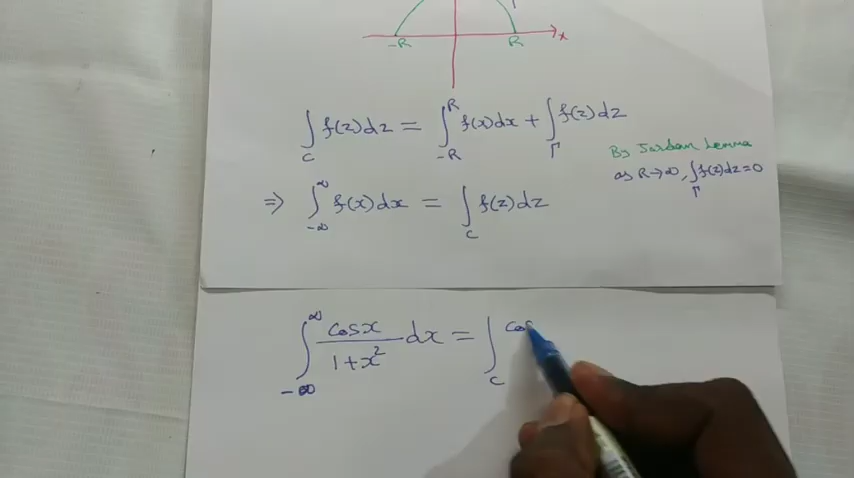 -R R x
∫_C f(z)dz = ∫_{-R}^{R} f(x)dx + ∫_Γ f(z)dz
By Jordan Lemma
as R→∞, ∫_Γ f(z)dz=0
⇒ ∫_{-∞}^{∞} f(x)dx = ∫_C f(z)dz
∫_{-∞}^{∞} cosx/(1+x²) dx = ∫_C cos